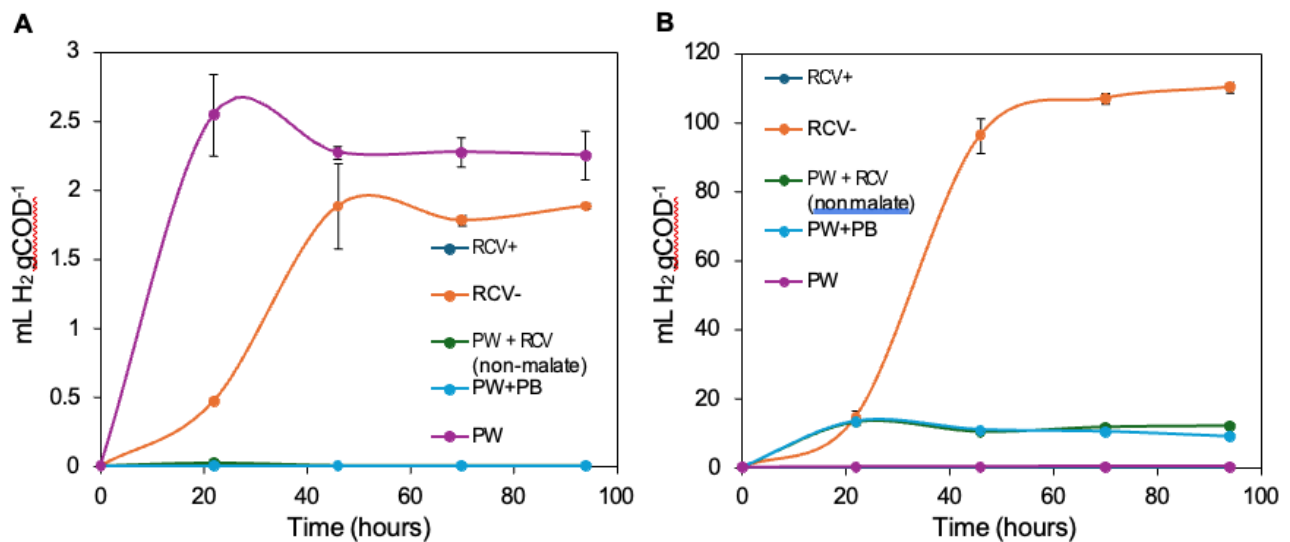 A
3
2.5
2
1.5
1
0.5
0
mL H₂ gCOD⁻¹
0 20 40 60 80 100
Time (hours)
RCV+
RCV-
PW + RCV
(non-malate)
PW+PB
PW
B
120
100
80
60
40
20
0
mL H₂ gCOD⁻¹
0 20 40 60 80 100
Time (hours)
RCV+
RCV-
PW + RCV
(nonmalate)
PW+PB
PW